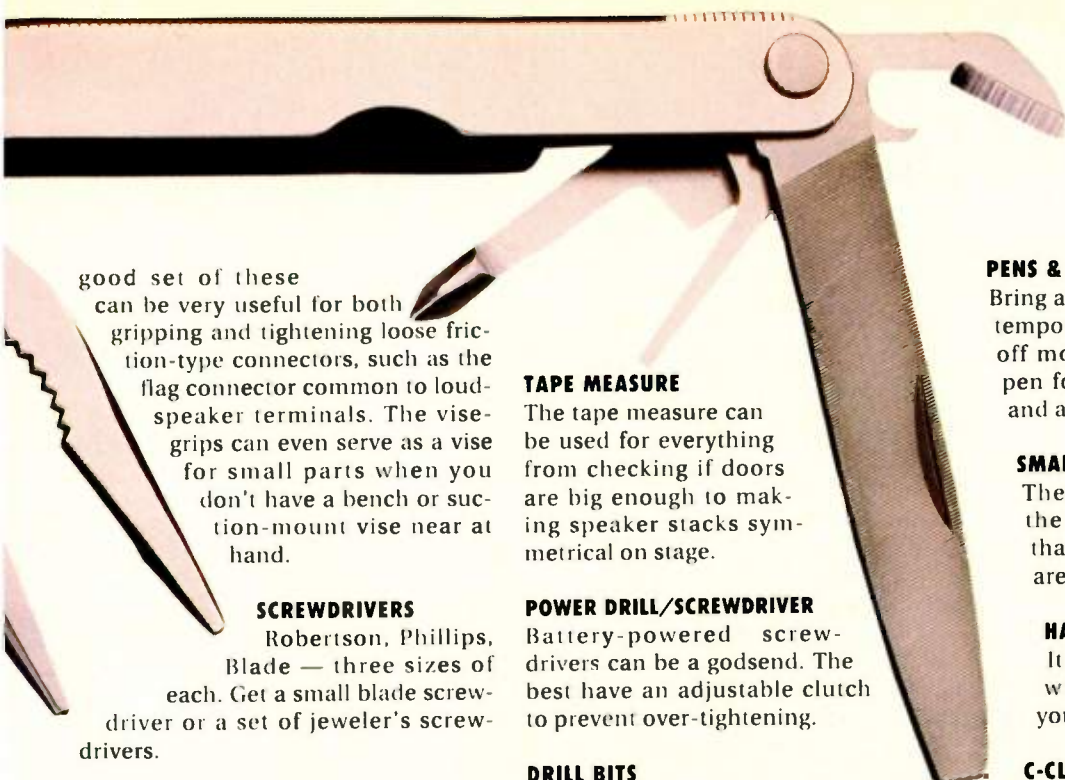 good set of these
can be very useful for both
gripping and tightening loose fric-
tion-type connectors, such as the
flag connector common to loud-
speaker terminals. The vise-
grips can even serve as a vise
for small parts when you
don't have a bench or suc-
tion-mount vise near at
hand.
SCREWDRIVERS
Robertson, Phillips,
Blade — three sizes of
each. Get a small blade screw-
driver or a set of jeweler's screw-
drivers.
TAPE MEASURE
The tape measure can
be used for everything
from checking if doors
are big enough to mak-
ing speaker stacks sym-
metrical on stage.
POWER DRILL/SCREWDRIVER
Battery-powered screw-
drivers can be a godsend. The
best have an adjustable clutch
to prevent over-tightening.
DRILL BITS
PENS &
Bring a
tempo
off mo
pen fo
and a
SMAL
The
the
tha
are
HA
It
w
you
C-CL